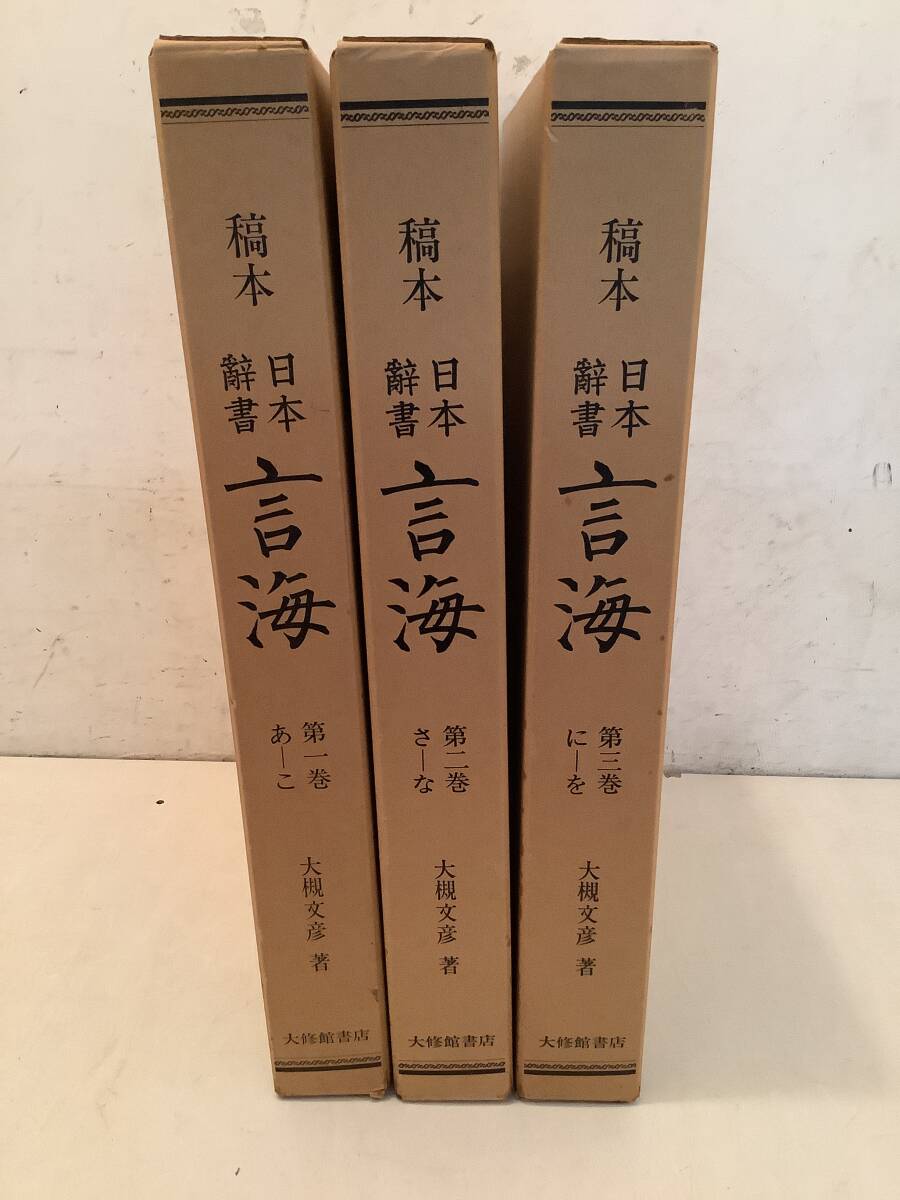 稿本
日本
辭書
言海
第一巻
あ―こ
大槻文彦 著
大修館書店
稿本
日本
辭書
言海
第二巻
さ―な
大槻文彦 著
大修館書店
稿本
日本
辭書
言海
第三巻
に―を
大槻文彦 著
大修館書店